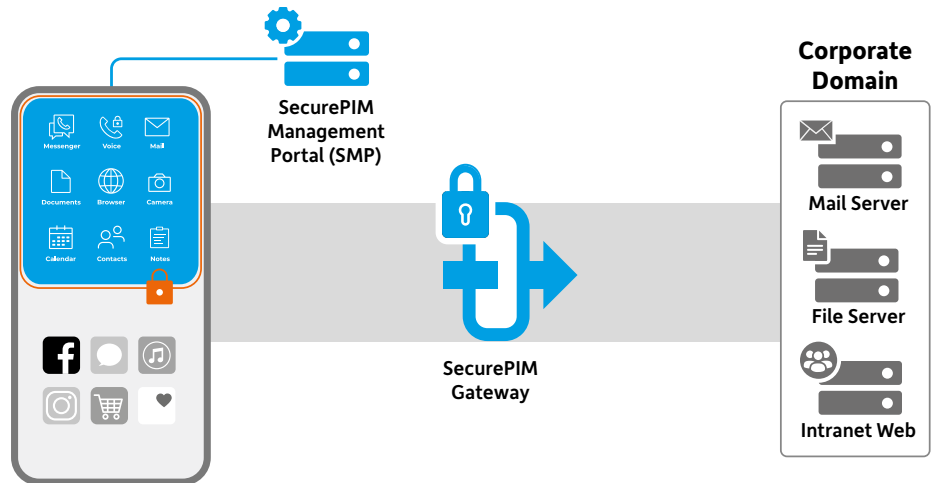 SecurePIM
Management
Portal (SMP)
Corporate
Domain
Messenger
Voice
Mail
Documents
Browser
Camera
Calendar
Contacts
Notes
Mail Server
File Server
Intranet Web
SecurePIM
Gateway